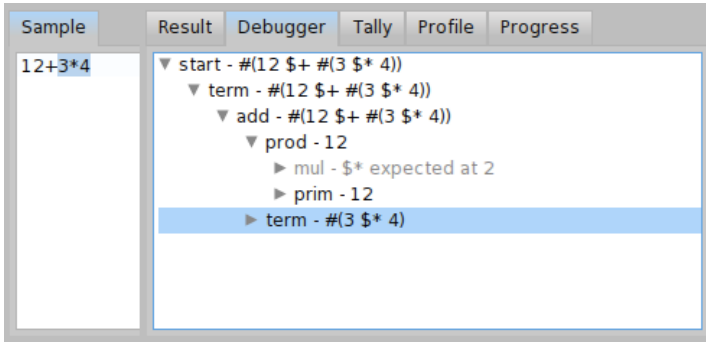 Sample
Result Debugger Tally Profile Progress
12+3*4
start - #(12 $+ #(3 $* 4))
term - #(12 $+ #(3 $* 4))
add - #(12 $+ #(3 $* 4))
prod - 12
mul - $* expected at 2
prim - 12
term - #(3 $* 4)